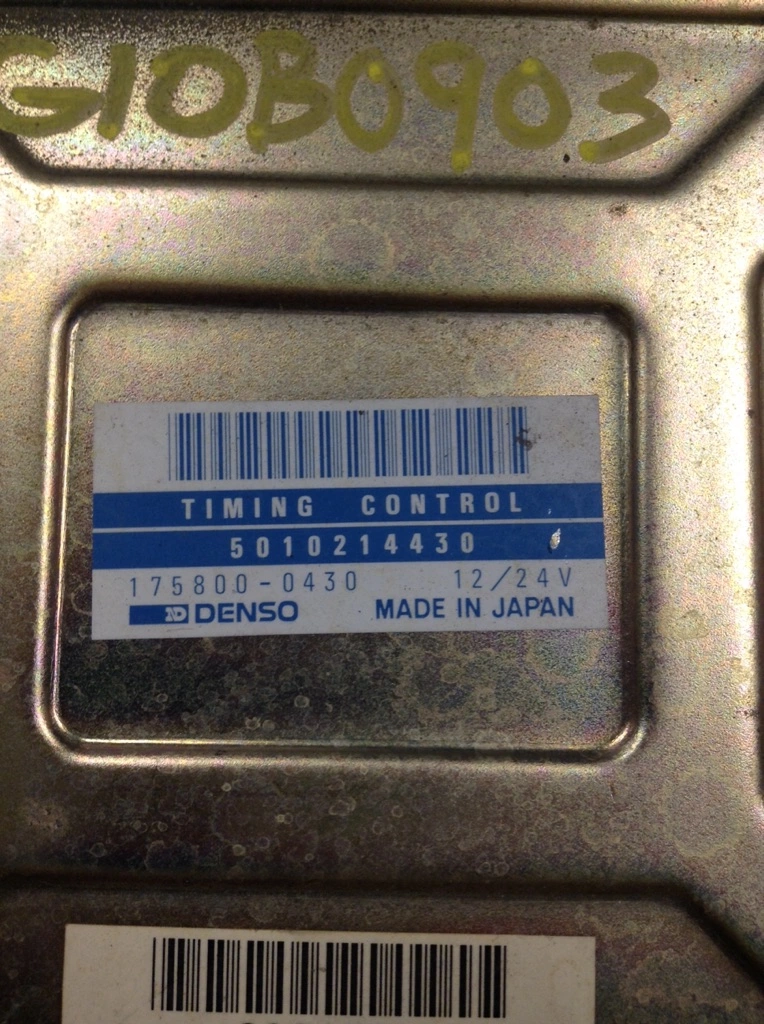 G10B0903
TIMING CONTROL
5010214430
175800-0430 12/24V
DENSO MADE IN JAPAN